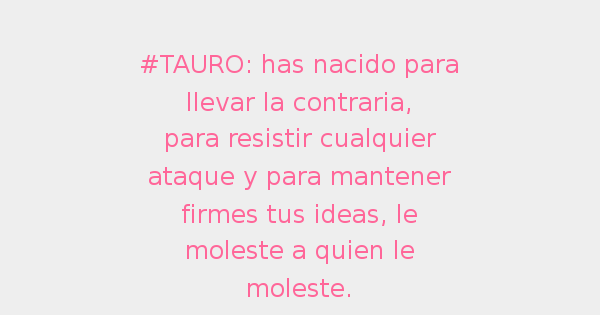 #TAURO: has nacido para
llevar la contraria,
para resistir cualquier
ataque y para mantener
firmes tus ideas, le
moleste a quien le
moleste.